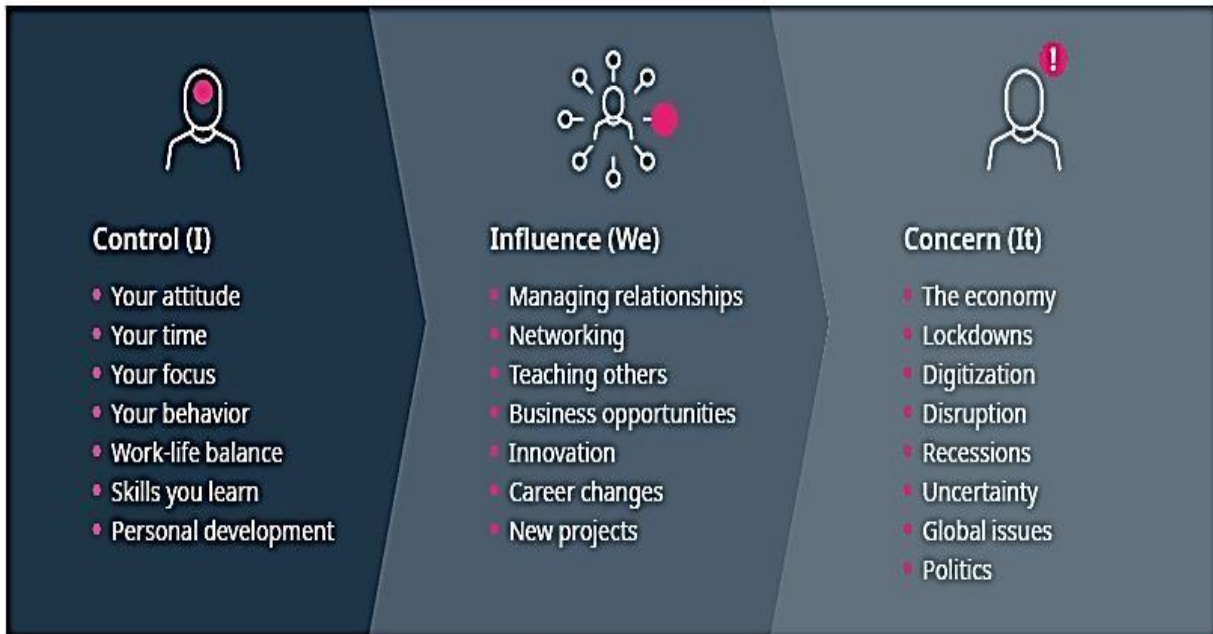 !
Control (I)
• Your attitude
• Your time
• Your focus
• Your behavior
• Work-life balance
• Skills you learn
• Personal development
Influence (We)
• Managing relationships
• Networking
• Teaching others
• Business opportunities
• Innovation
• Career changes
• New projects
Concern (It)
• The economy
• Lockdowns
• Digitization
• Disruption
• Recessions
• Uncertainty
• Global issues
• Politics